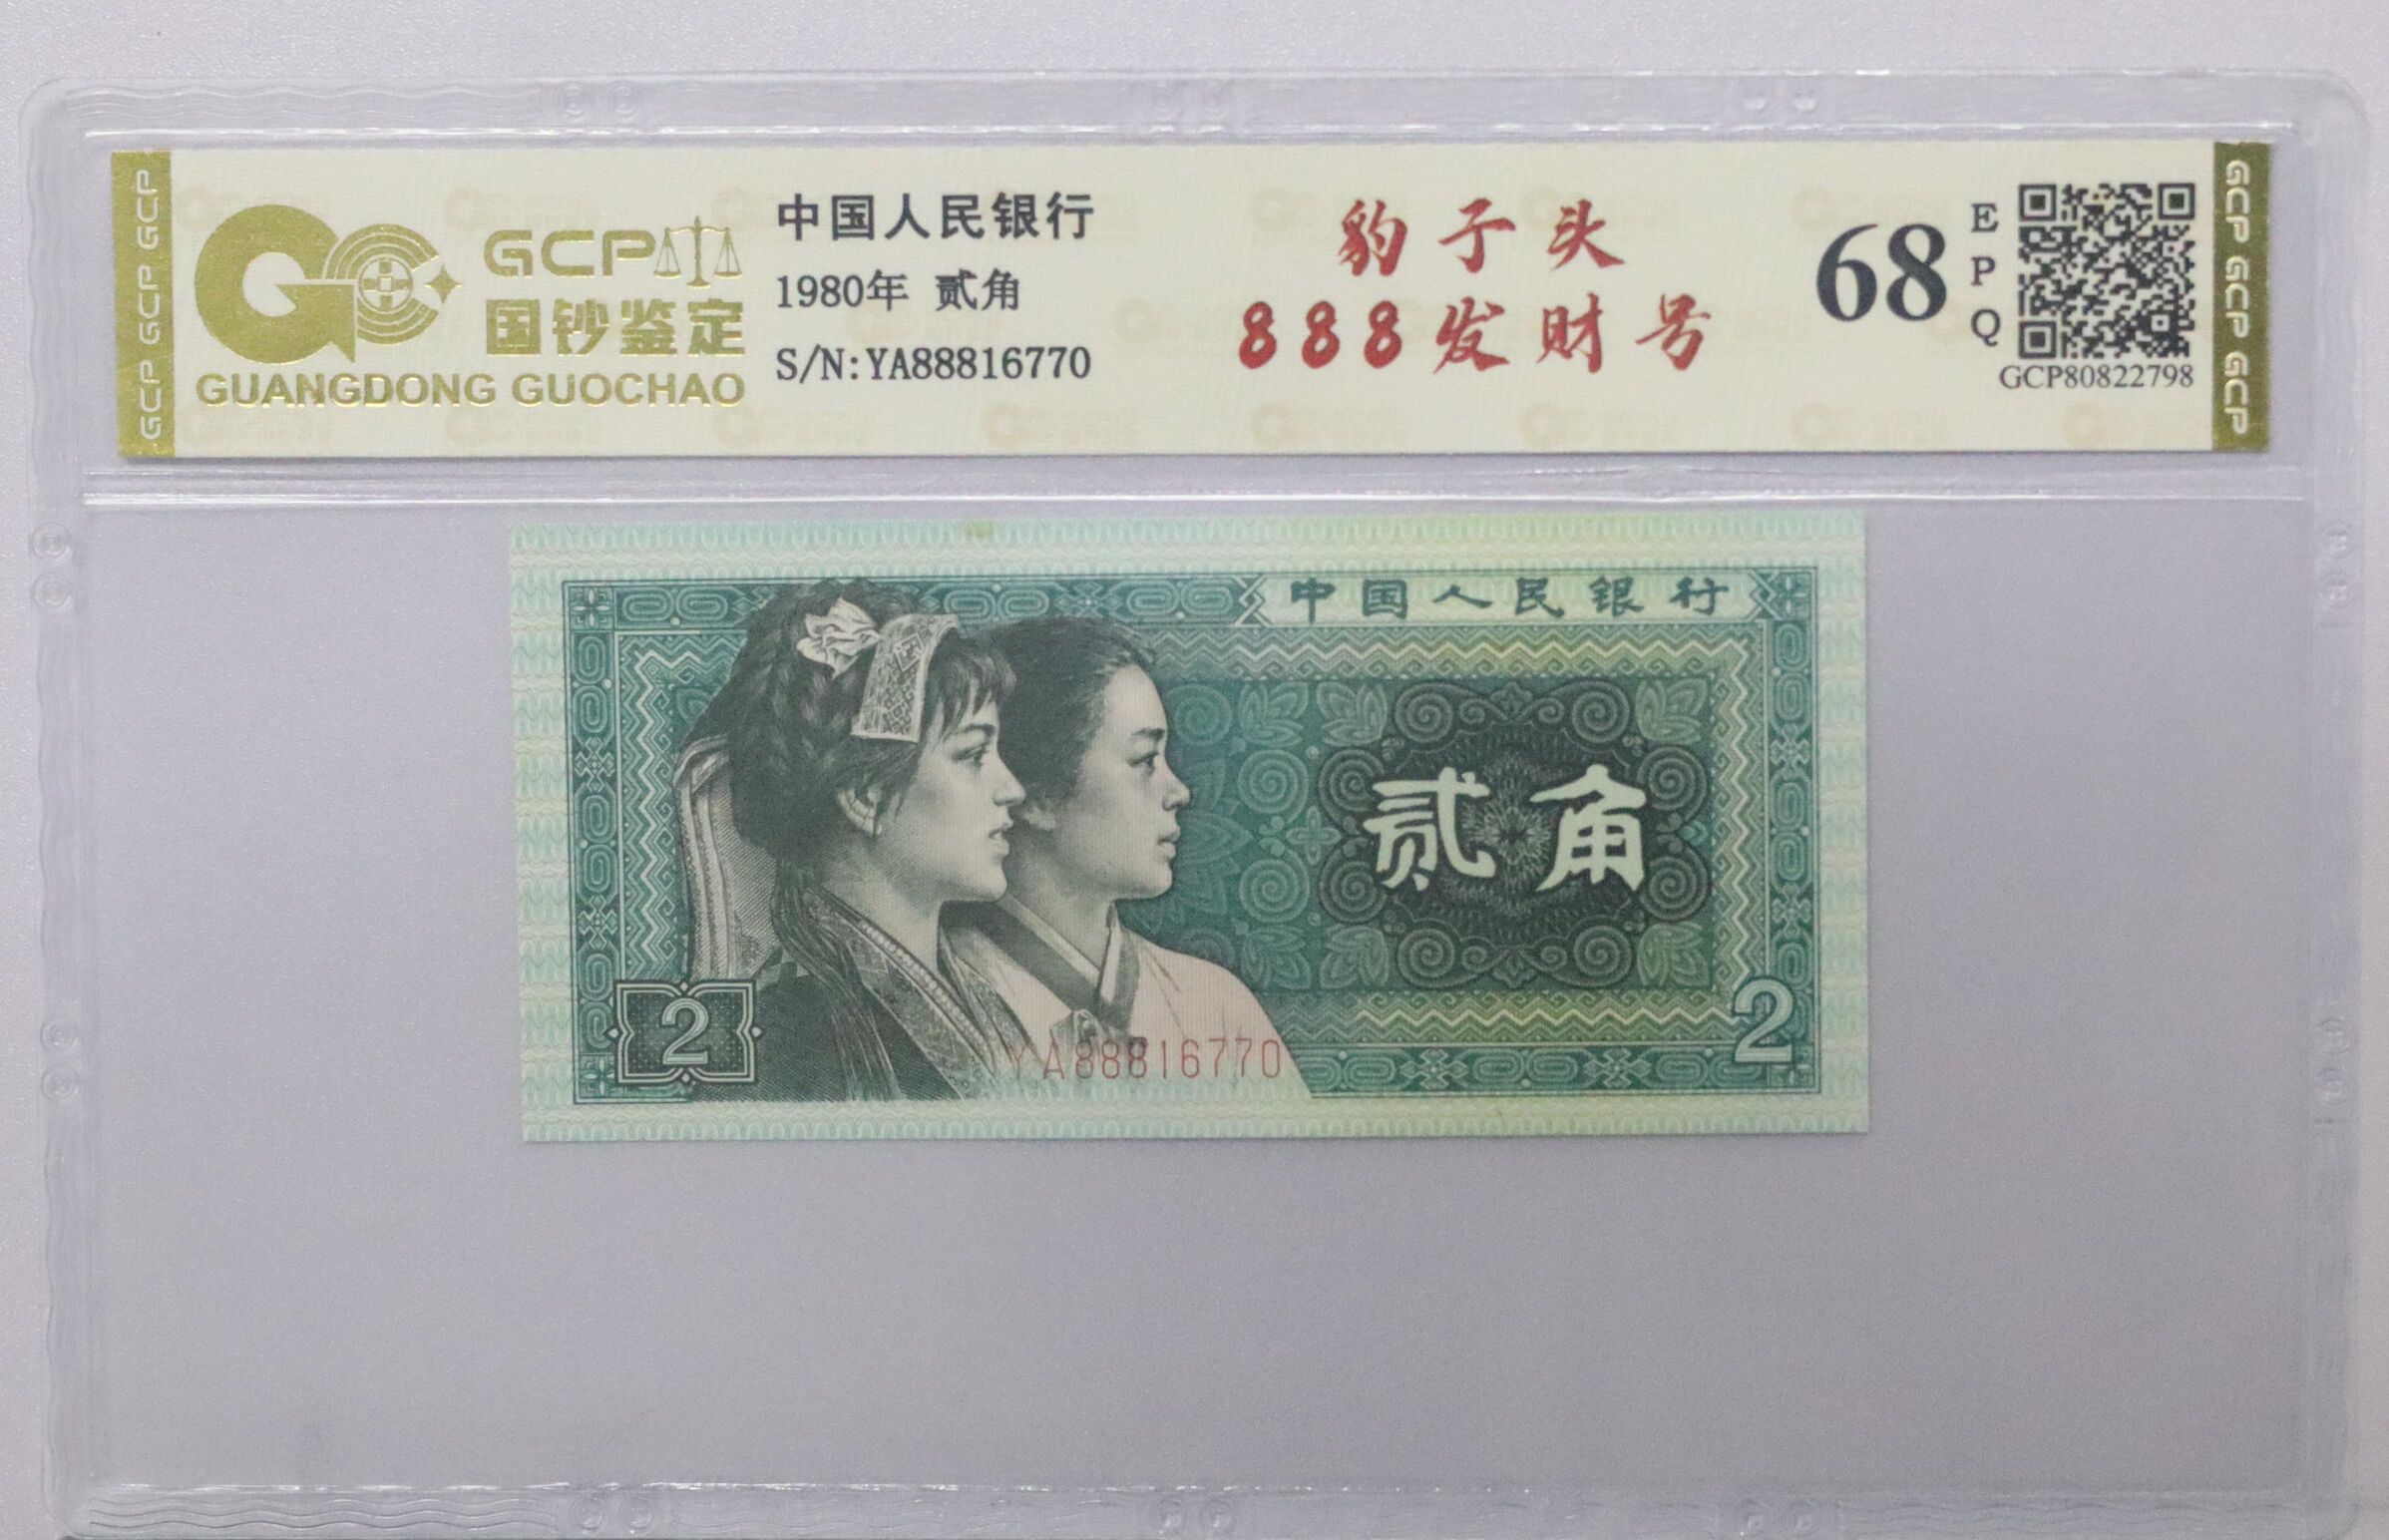 GCP GCP GCP
GCP
国钞鉴定
GUANGDONG GUOCHAO
中国人民银行
1980年 贰角
S/N:YA88816770
豹子头
888发财号
68
EPQ
GCP80822798
GCP GCP GCP
中国人民银行
贰角
2
2
YA88816770